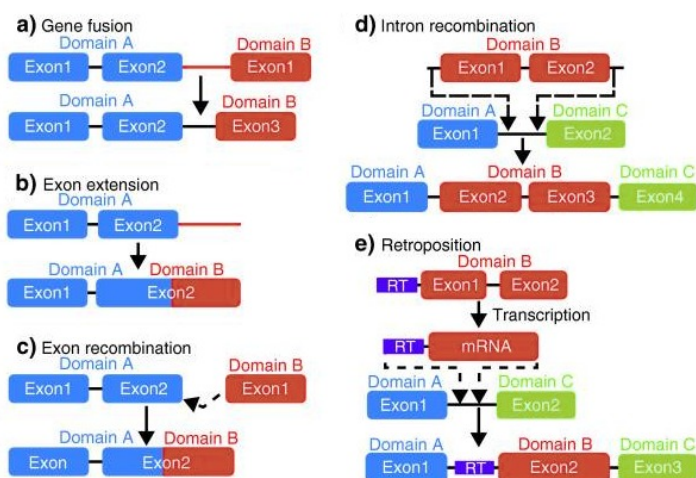 a) Gene fusion
Domain A
Domain B
Exon1 Exon2 Exon1
Domain A
Domain B
Exon1 Exon2 Exon3
b) Exon extension
Domain A
Exon1 Exon2
Domain A Domain B
Exon1 Exon2
c) Exon recombination
Domain A Domain B
Exon1 Exon2 Exon1
Domain A Domain B
Exon Exon2
d) Intron recombination
Domain B
Exon1 Exon2
Domain A Domain C
Exon1 Exon2
Domain A Domain B Domain C
Exon1 Exon2 Exon3 Exon4
e) Retroposition
Domain B
RT Exon1 Exon2
Transcription
RT mRNA
Domain A Domain C
Exon1 Exon2
Domain A Domain B Domain C
Exon1 RT Exon2 Exon3